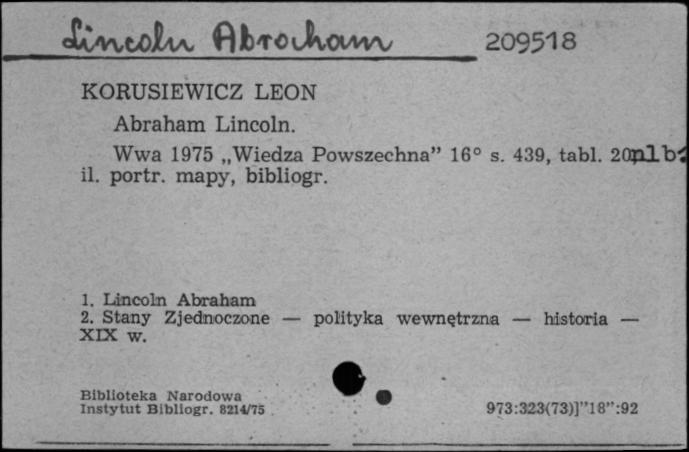 Lincoln Abraham 209518
KORUSIEWICZ LEON
Abraham Lincoln.
Wwa 1975 „Wiedza Powszechna” 16° s. 439, tabl. 20nlb:
il. portr. mapy, bibliogr.
1. Lincoln Abraham
2. Stany Zjednoczone — polityka wewnętrzna — historia —
XIX w.
Biblioteka Narodowa
Instytut Bibliogr. 8214/75
973:323(73)]”18”:92